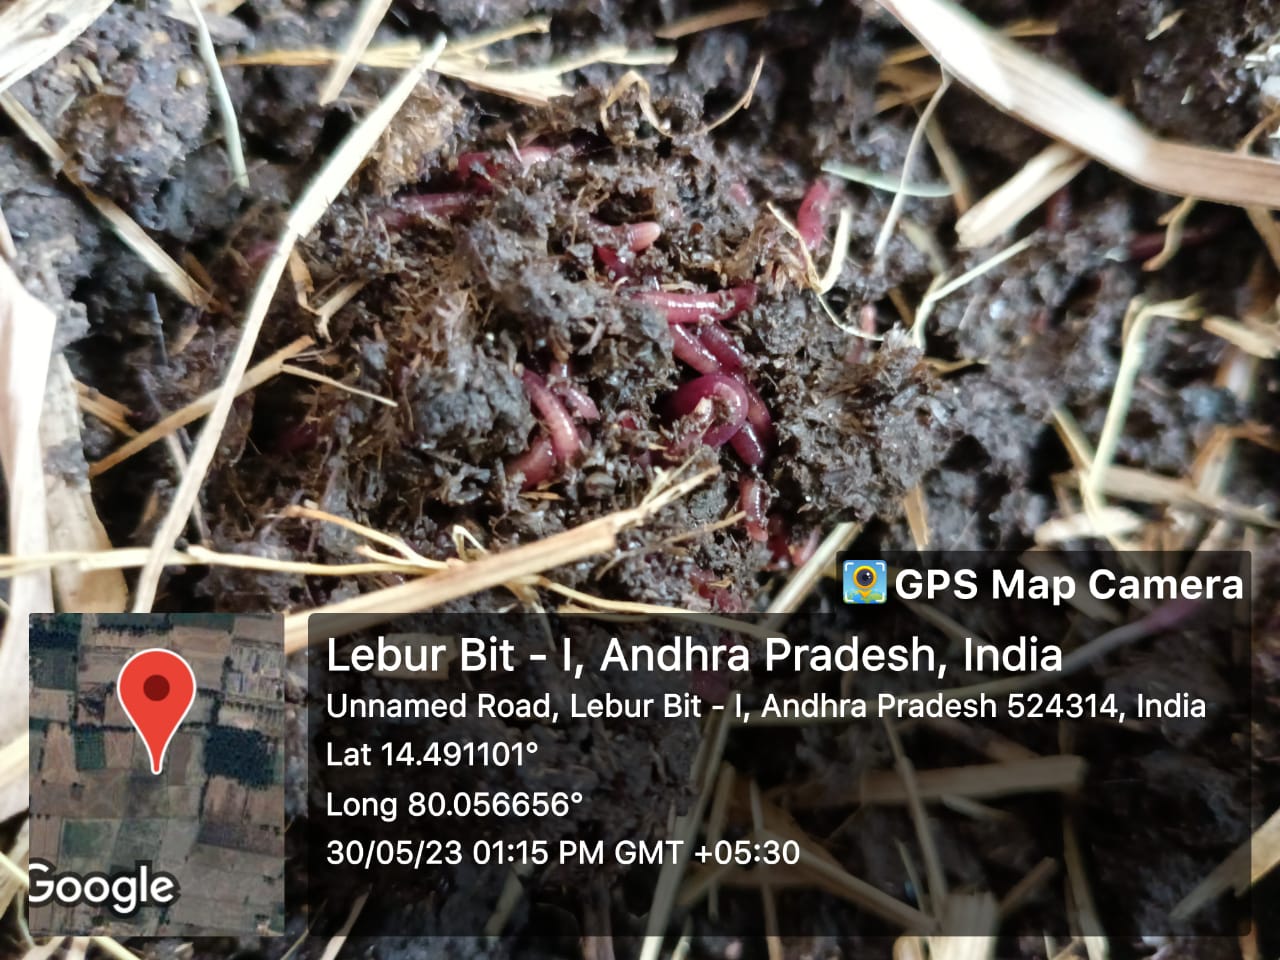 GPS Map Camera
Lebur Bit - I, Andhra Pradesh, India
Unnamed Road, Lebur Bit - I, Andhra Pradesh 524314, India
Lat 14.491101°
Long 80.056656°
30/05/23 01:15 PM GMT +05:30
Google